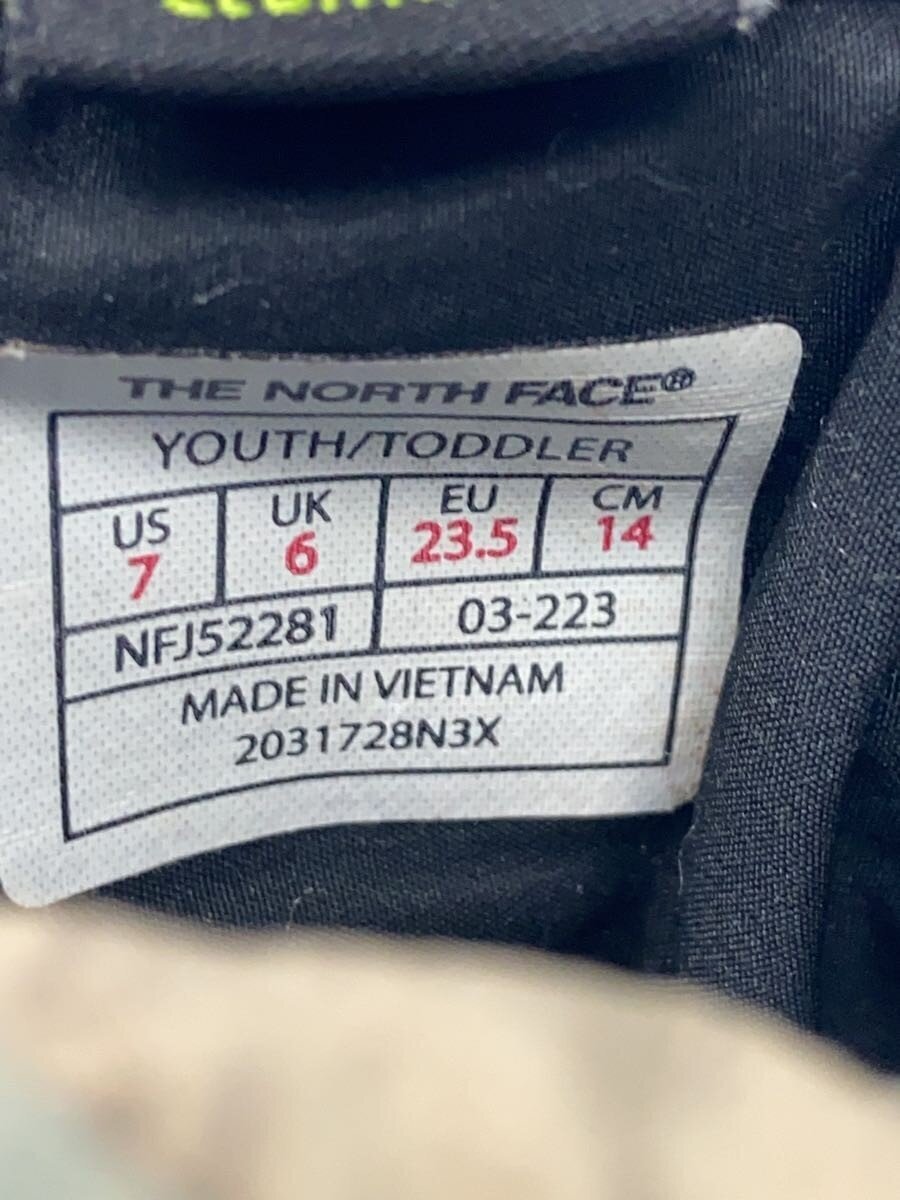 THE NORTH FACE®
YOUTH/TODDLER
US UK EU CM
7 6 23.5 14
NFJ52281 03-223
MADE IN VIETNAM
2031728N3X